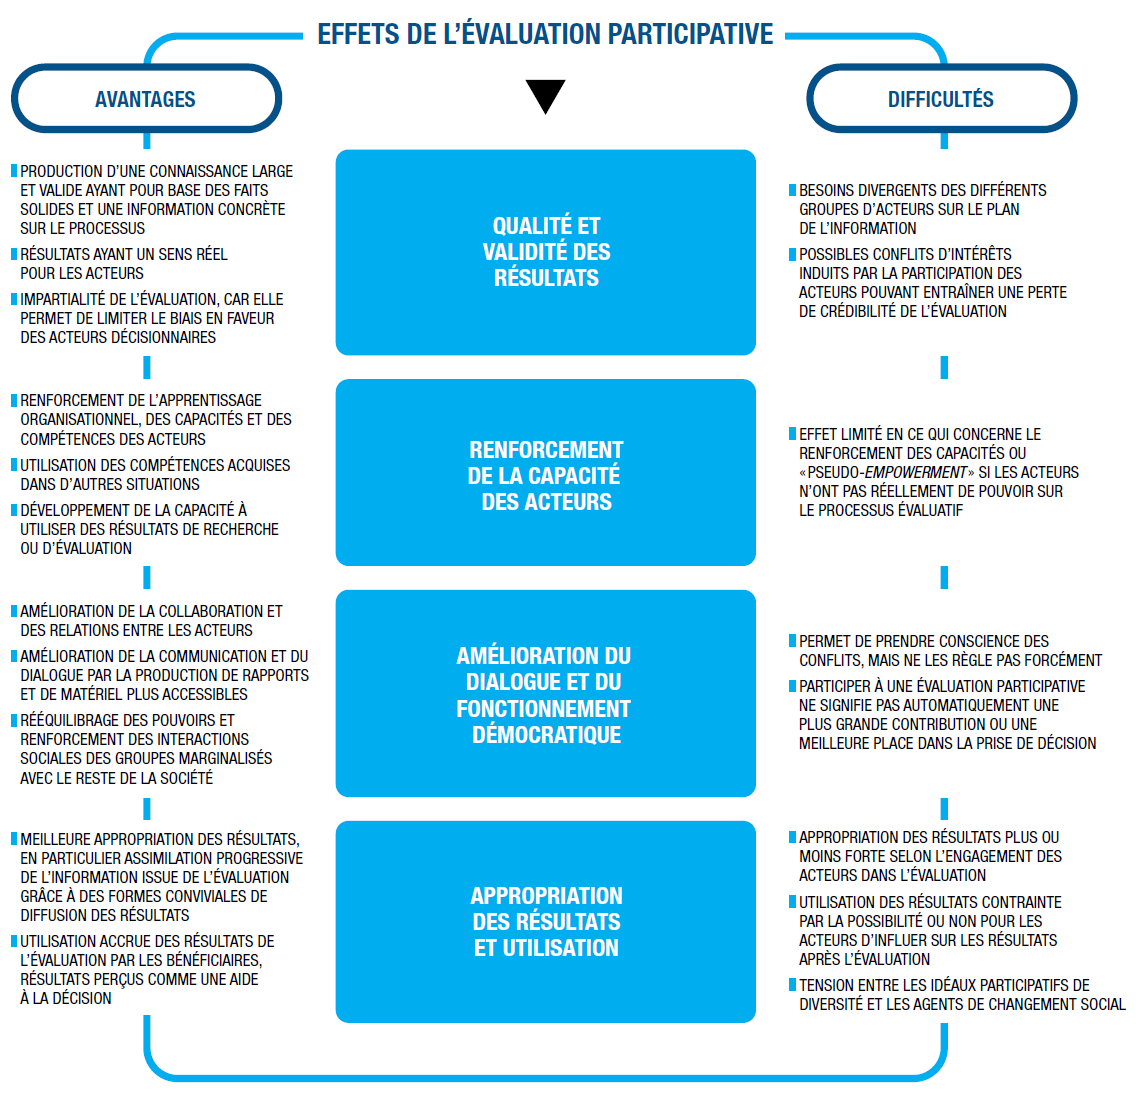 EFFETS DE L’ÉVALUATION PARTICIPATIVE
AVANTAGES
DIFFICULTÉS
PRODUCTION D’UNE CONNAISSANCE LARGE
ET VALIDE AYANT POUR BASE DES FAITS
SOLIDES ET UNE INFORMATION CONCRÈTE
SUR LE PROCESSUS
RÉSULTATS AYANT UN SENS RÉEL
POUR LES ACTEURS
IMPARTIALITÉ DE L’ÉVALUATION, CAR ELLE
PERMET DE LIMITER LE BIAIS EN FAVEUR
DES ACTEURS DÉCISIONNAIRES
QUALITÉ ET
VALIDITÉ DES
RÉSULTATS
BESOINS DIVERGENTS DES DIFFÉRENTS
GROUPES D’ACTEURS SUR LE PLAN
DE L’INFORMATION
POSSIBLES CONFLITS D’INTÉRÊTS
INDUITS PAR LA PARTICIPATION DES
ACTEURS POUVANT ENTRAÎNER UNE PERTE
DE CRÉDIBILITÉ DE L’ÉVALUATION
RENFORCEMENT DE L’APPRENTISSAGE
ORGANISATIONNEL, DES CAPACITÉS ET DES
COMPÉTENCES DES ACTEURS
UTILISATION DES COMPÉTENCES ACQUISES
DANS D’AUTRES SITUATIONS
DÉVELOPPEMENT DE LA CAPACITÉ À
UTILISER DES RÉSULTATS DE RECHERCHE
OU D’ÉVALUATION
RENFORCEMENT
DE LA CAPACITÉ
DES ACTEURS
EFFET LIMITÉ EN CE QUI CONCERNE LE
RENFORCEMENT DES CAPACITÉS OU
«PSEUDO-EMPOWERMENT» SI LES ACTEURS
N’ONT PAS RÉELLEMENT DE POUVOIR SUR
LE PROCESSUS ÉVALUATIF
AMÉLIORATION DE LA COLLABORATION ET
DES RELATIONS ENTRE LES ACTEURS
AMÉLIORATION DE LA COMMUNICATION ET DU
DIALOGUE PAR LA PRODUCTION DE RAPPORTS
ET DE MATÉRIEL PLUS ACCESSIBLES
RÉÉQUILIBRAGE DES POUVOIRS ET
RENFORCEMENT DES INTERACTIONS
SOCIALES DES GROUPES MARGINALISÉS
AVEC LE RESTE DE LA SOCIÉTÉ
AMÉLIORATION DU
DIALOGUE ET DU
FONCTIONNEMENT
DÉMOCRATIQUE
PERMET DE PRENDRE CONSCIENCE DES
CONFLITS, MAIS NE LES RÈGLE PAS FORCÉMENT
PARTICIPER À UNE ÉVALUATION PARTICIPATIVE
NE SIGNIFIE PAS AUTOMATIQUEMENT UNE
PLUS GRANDE CONTRIBUTION OU UNE
MEILLEURE PLACE DANS LA PRISE DE DÉCISION
MEILLEURE APPROPRIATION DES RÉSULTATS,
EN PARTICULIER ASSIMILATION PROGRESSIVE
DE L’INFORMATION ISSUE DE L’ÉVALUATION
GRÂCE À DES FORMES CONVIVIALES DE
DIFFUSION DES RÉSULTATS
UTILISATION ACCRUE DES RÉSULTATS DE
L’ÉVALUATION PAR LES BÉNÉFICIAIRES,
RÉSULTATS PERÇUS COMME UNE AIDE
À LA DÉCISION
APPROPRIATION
DES RÉSULTATS
ET UTILISATION
APPROPRIATION DES RÉSULTATS PLUS OU
MOINS FORTE SELON L’ENGAGEMENT DES
ACTEURS DANS L’ÉVALUATION
UTILISATION DES RÉSULTATS CONTRAINTE
PAR LA POSSIBILITÉ OU NON POUR LES
ACTEURS D’INFLUER SUR LES RÉSULTATS
APRÈS L’ÉVALUATION
TENSION ENTRE LES IDÉAUX PARTICIPATIFS DE
DIVERSITÉ ET LES AGENTS DE CHANGEMENT SOCIAL